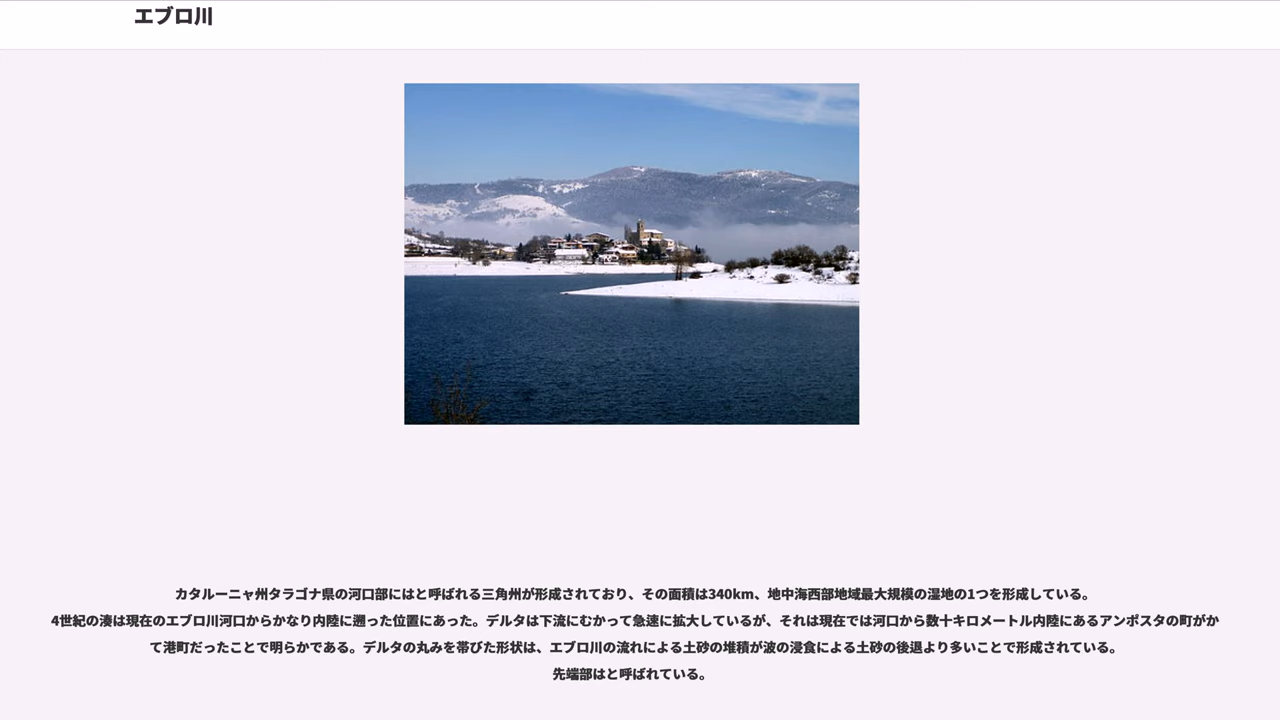 エブロ川
カタルーニャ州タラゴナ県の河口部にはと呼ばれる三角州が形成されており、その面積は340km、地中海西部地域最大規模の湿地の1つを形成している。
4世紀の湊は現在のエブロ川河口からかなり内陸に遡った位置にあった。デルタは下流にむかって急速に拡大しているが、それは現在では河口から数十キロメートル内陸にあるアンポスタの町がか
て港町だったことで明らかである。デルタの丸みを帯びた形状は、エブロ川の流れによる土砂の堆積が波の浸食による土砂の後退より多いことで形成されている。
先端部はと呼ばれている。